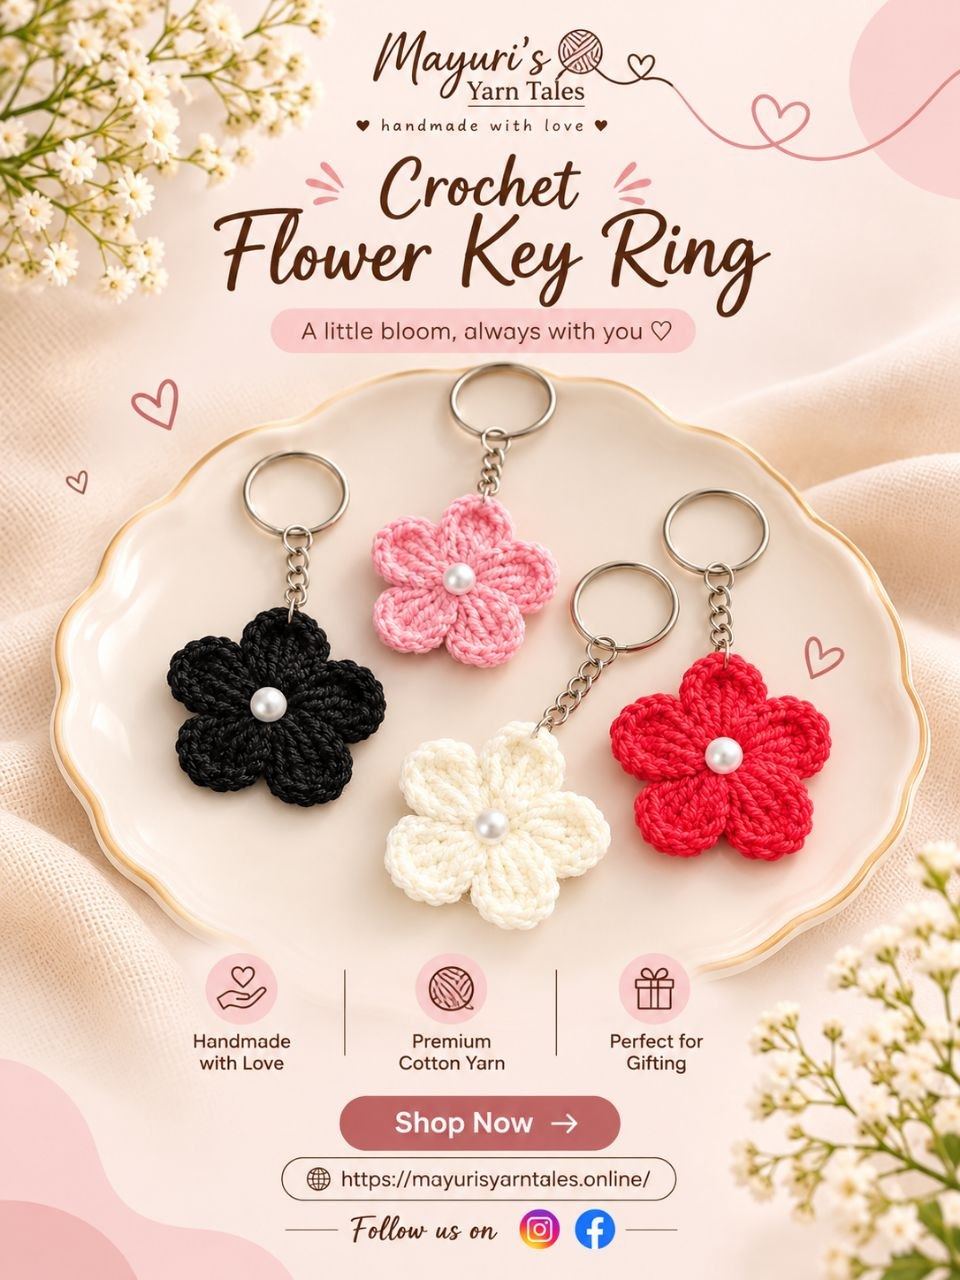 Mayuri's
Yarn Tales
♥ handmade with love ♥
Crochet
Flower Key Ring
A little bloom, always with you ♡
Handmade
with Love
Premium
Cotton Yarn
Perfect for
Gifting
Shop Now →
https://mayurisyarntales.online/
Follow us on